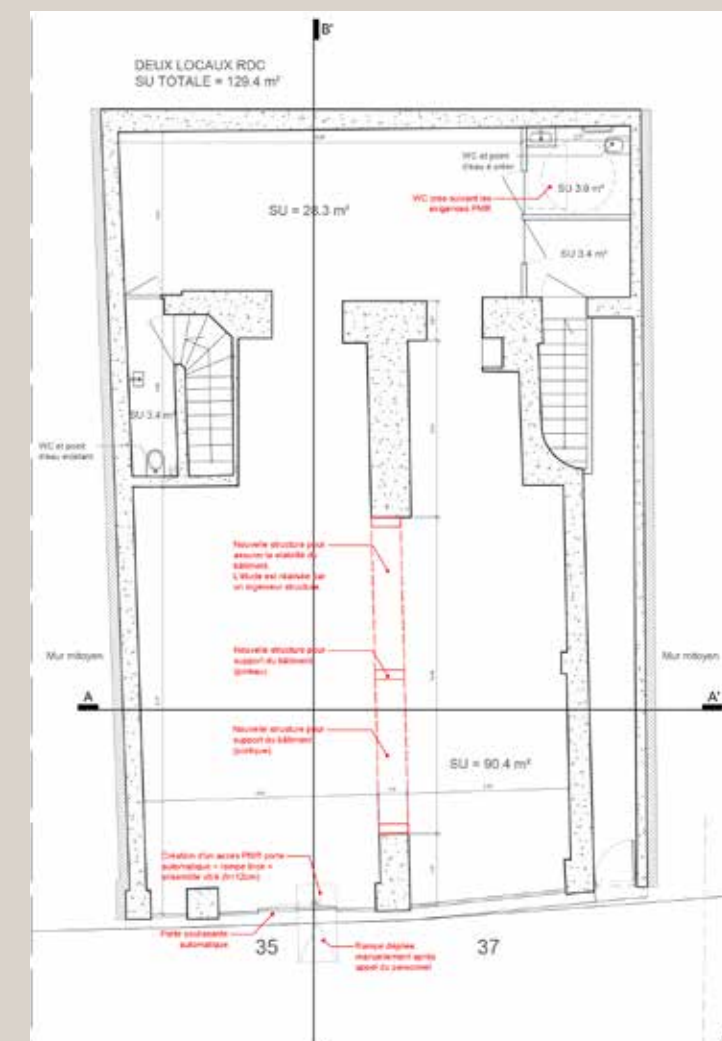 B'
DEUX LOCAUX RDC
SU TOTALE = 129.4 m²
WC et point
d'eau à créer
SU 3.9 m²
WC créé suivant les
exigences PMR
SU = 28.3 m²
SU 3.4 m²
SU 3.4 m²
WC et point
d'eau existant
Nouvelle structure pour
assurer la stabilité du
bâtiment.
L'étude est réalisée par
un ingénieur structure
Nouvelle structure pour
support du bâtiment
(poteau)
Mur mitoyen
Mur mitoyen
A
A'
Nouvelle structure pour
support du bâtiment
(portique)
SU = 90.4 m²
Création d'un accès PMR porte
automatique + rampe
Porte coulissante
automatique
35
37
Rampe dépliée
manuellement après
appel du personnel